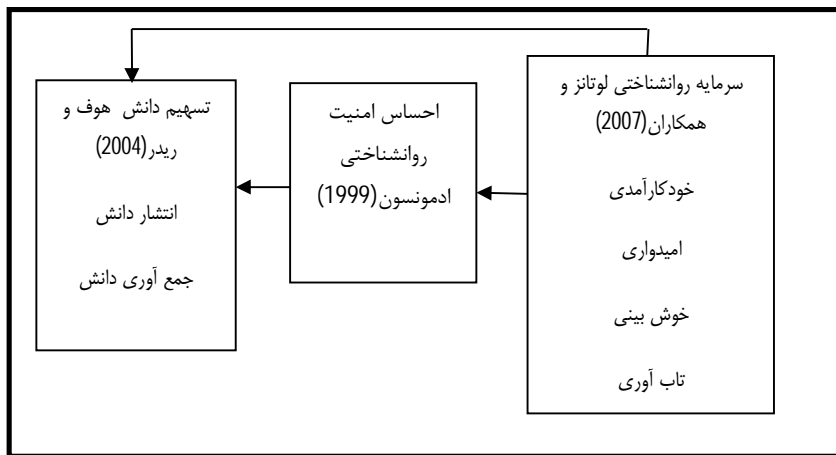 سرمایه روانشناختی لوتانز و
همکاران(2007)
خودکارآمدی
امیدواری
خوش بینی
تاب آوری
احساس امنیت
روانشناختی
ادمونسون(1999)
تسهیم دانش هوف و
ریدر(2004)
انتشار دانش
جمع آوری دانش